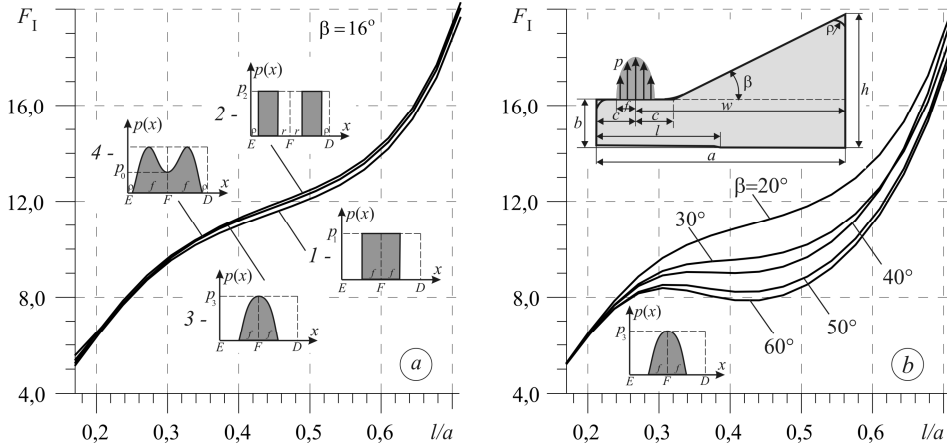 F_I
β = 16°
16,0
12,0
8,0
4,0
0,2 0,3 0,4 0,5 0,6 l/a
p(x)
p_2
2 -
ρ r r ρ
E F D x
4 -
p(x)
p_0
ρ f f ρ
E F D x
1 -
p(x)
p_1
f f
E F D x
3 -
p(x)
p_3
f f
E F D x
a
F_I
16,0
12,0
8,0
4,0
0,2 0,3 0,4 0,5 0,6 l/a
p
β
ρ
h
b
f
c c
w
l
a
β=20°
30°
40°
50°
60°
p(x)
p_3
f f
E F D x
b